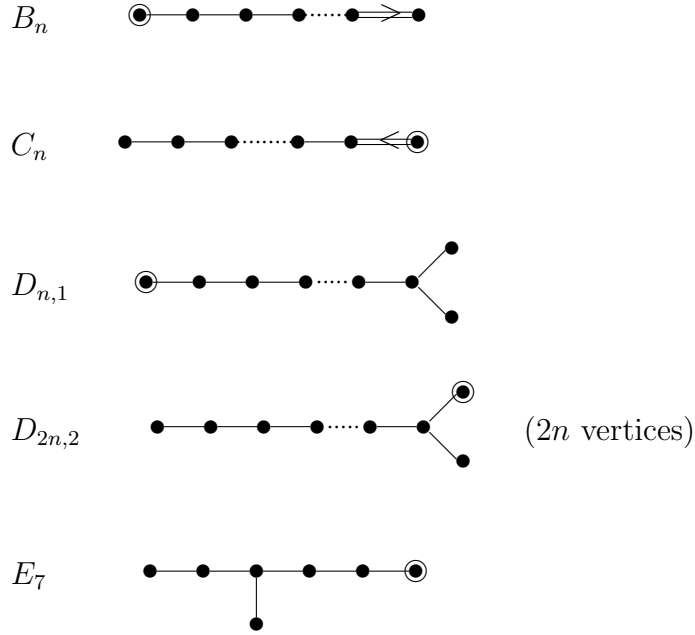 B_n
C_n
D_{n,1}
D_{2n,2} (2n vertices)
E_7